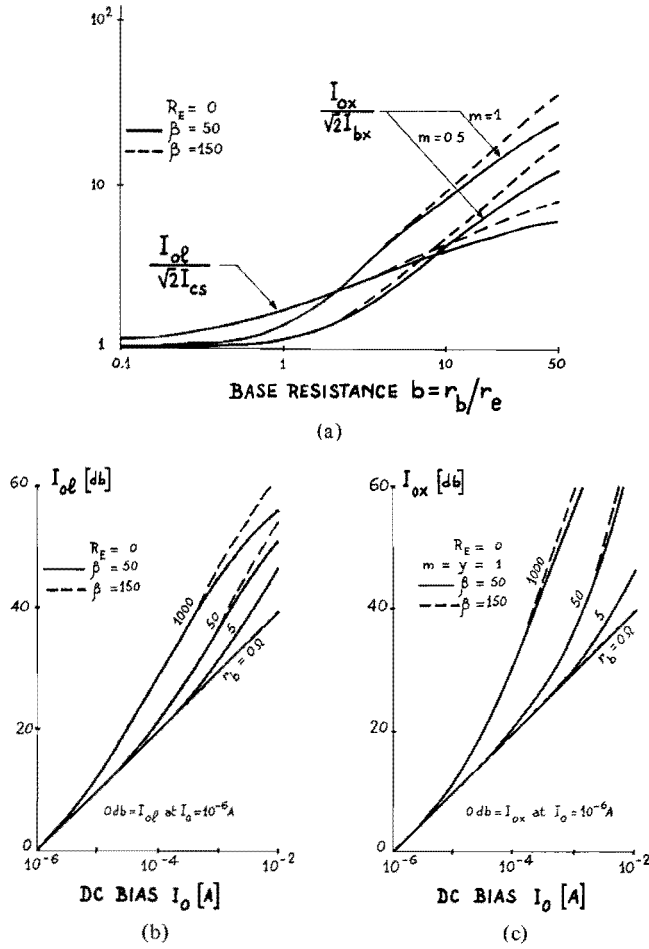 10²
R_E = 0
β = 50
β = 150
I_ox / √2 I_bx
m=1
m=0.5
10
I_ol / √2 I_cs
1
0.1 1 10 50
BASE RESISTANCE b = r_b/r_e
(a)
I_ol [db]
60
R_E = 0
β = 50
β = 150
40
1000
50
5
r_b = 0Ω
20
0db = I_ol at I_o = 10⁻⁶A
0
10⁻⁶ 10⁻⁴ 10⁻²
DC BIAS I_o [A]
(b)
I_ox [db]
60
R_E = 0
m = y = 1
β = 50
β = 150
40
1000
50
5
r_b = 0Ω
20
0db = I_ox at I_o = 10⁻⁶A
0
10⁻⁶ 10⁻⁴ 10⁻²
DC BIAS I_o [A]
(c)